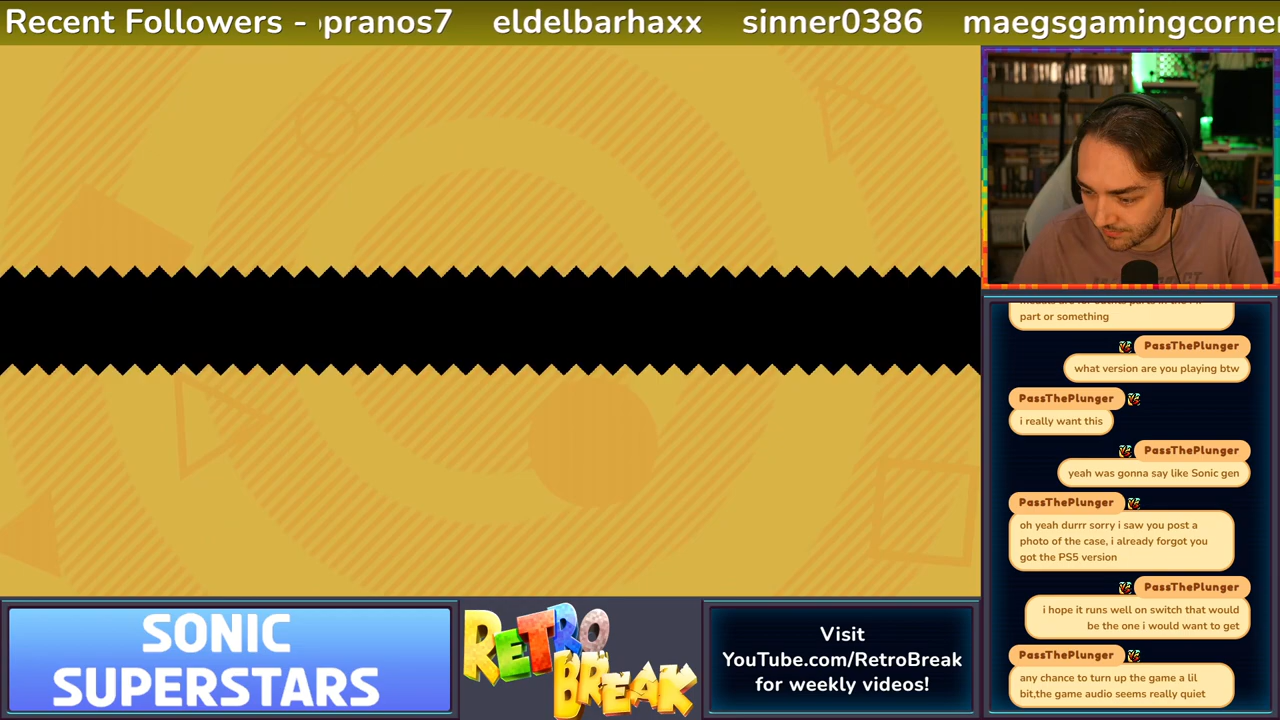 Recent Followers - opranos7 eldelbarhaxx sinner0386 maegsgamingcorner
part or something
PassThePlunger
what version are you playing btw
PassThePlunger
i really want this
PassThePlunger
yeah was gonna say like Sonic gen
PassThePlunger
oh yeah durrr sorry i saw you post a
photo of the case, i already forgot you
got the PS5 version
PassThePlunger
i hope it runs well on switch that would
be the one i would want to get
PassThePlunger
any chance to turn up the game a lil
bit,the game audio seems really quiet
SONIC
SUPERSTARS
RETRO
BREAK
Visit
YouTube.com/RetroBreak
for weekly videos!